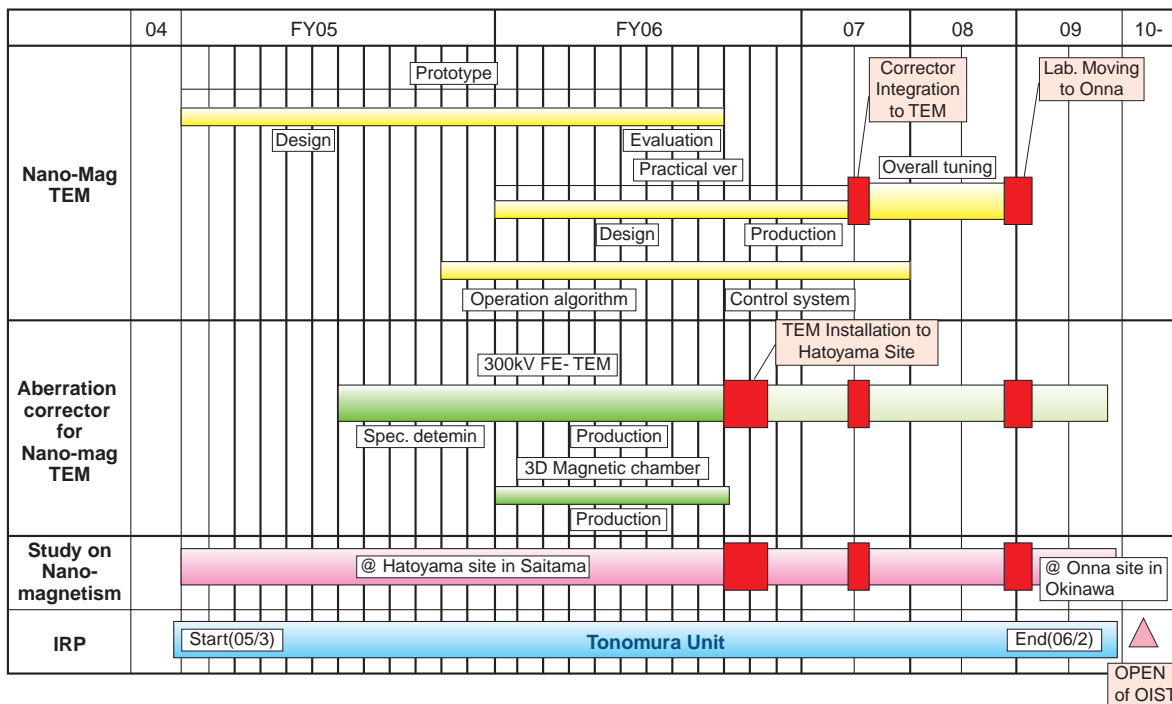 04
FY05
FY06
07
08
09
10-
Nano-Mag
TEM
Prototype
Design
Evaluation
Practical ver
Design
Production
Operation algorithm
Control system
Corrector
Integration
to TEM
Overall tuning
Lab. Moving
to Onna
Aberration
corrector
for
Nano-mag
TEM
300kV FE- TEM
TEM Installation to
Hatoyama Site
Spec. detemin
Production
3D Magnetic chamber
Production
Study on
Nano-
magnetism
@ Hatoyama site in Saitama
@ Onna site in
Okinawa
IRP
Start(05/3)
Tonomura Unit
End(06/2)
OPEN
of OIST